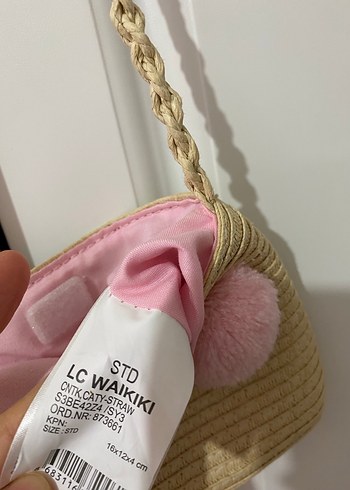 STD
LC WAIKIKI
CNTK.CATY-STRAW
S3BE42Z4 /SY3
ORD.NR: 873661
KPN:
SIZE : STD
16x12x4 cm